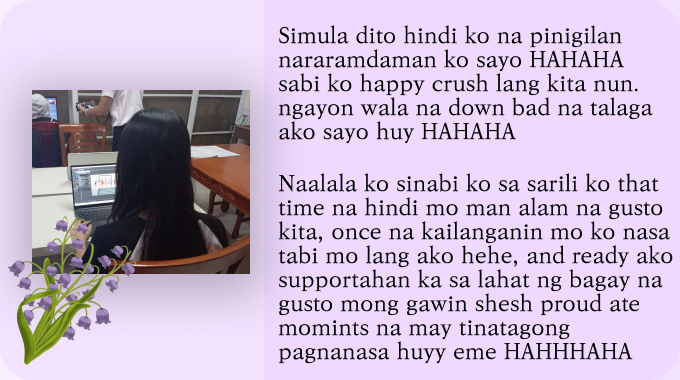 Simula dito hindi ko na pinigilan
nararamdaman ko sayo HAHAHA
sabi ko happy crush lang kita nun.
ngayon wala na down bad na talaga
ako sayo huy HAHAHA
Naalala ko sinabi ko sa sarili ko that
time na hindi mo man alam na gusto
kita, once na kailanganin mo ko nasa
tabi mo lang ako hehe, and ready ako
supportahan ka sa lahat ng bagay na
gusto mong gawin shesh proud ate
momints na may tinatagong
pagnanasa huyy eme HAHHHAHA